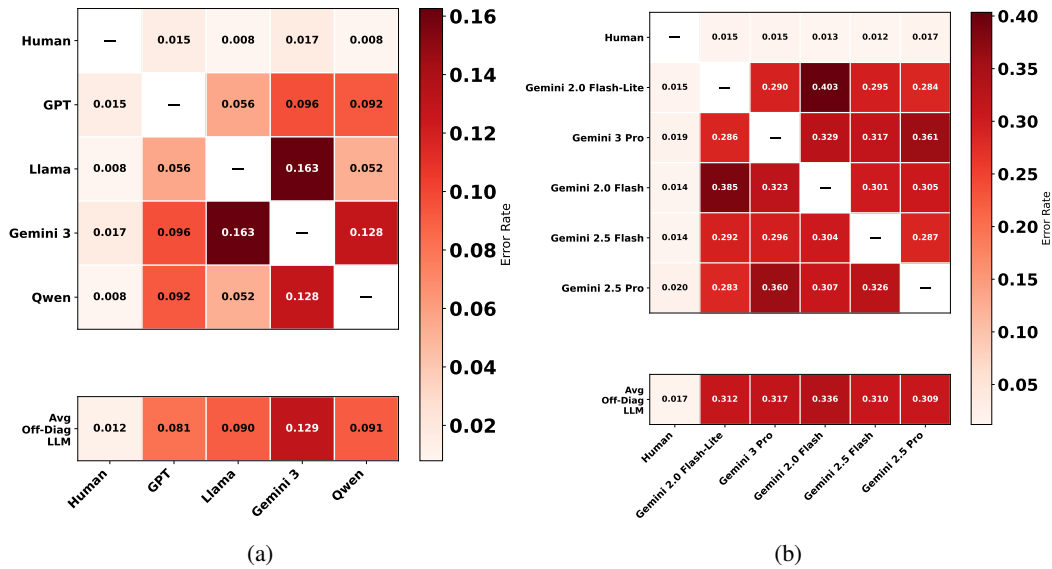 Human — 0.015 0.008 0.017 0.008
GPT 0.015 — 0.056 0.096 0.092
Llama 0.008 0.056 — 0.163 0.052
Gemini 3 0.017 0.096 0.163 — 0.128
Qwen 0.008 0.092 0.052 0.128 —
Avg
Off-Diag
LLM
0.012 0.081 0.090 0.129 0.091
Human GPT Llama Gemini 3 Qwen
0.16
0.14
0.12
0.10
0.08
0.06
0.04
0.02
Error Rate
(a)
Human — 0.015 0.015 0.013 0.012 0.017
Gemini 2.0 Flash-Lite 0.015 — 0.290 0.403 0.295 0.284
Gemini 3 Pro 0.019 0.286 — 0.329 0.317 0.361
Gemini 2.0 Flash 0.014 0.385 0.323 — 0.301 0.305
Gemini 2.5 Flash 0.014 0.292 0.296 0.304 — 0.287
Gemini 2.5 Pro 0.020 0.283 0.360 0.307 0.326 —
Avg
Off-Diag
LLM
0.017 0.312 0.317 0.336 0.310 0.309
Human Gemini 2.0 Flash-Lite Gemini 3 Pro Gemini 2.0 Flash Gemini 2.5 Flash Gemini 2.5 Pro
0.40
0.35
0.30
0.25
0.20
0.15
0.10
0.05
Error Rate
(b)